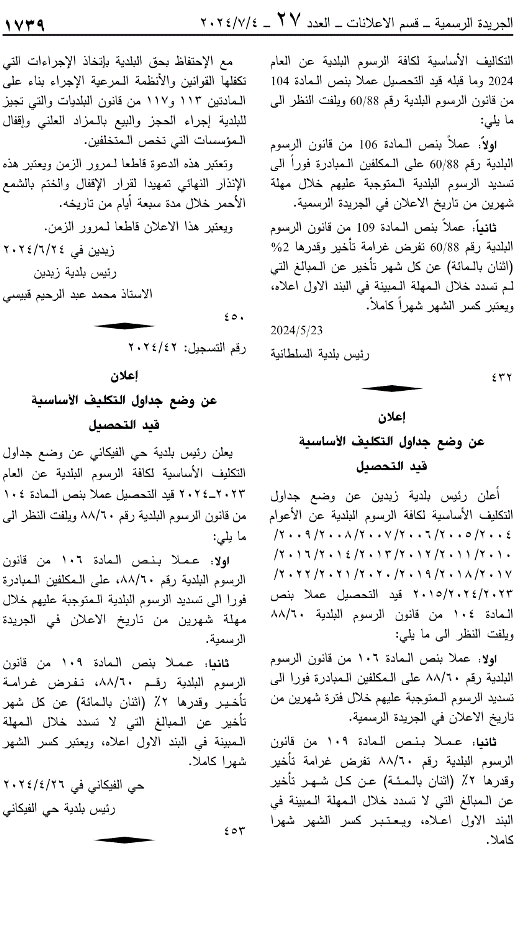 الجريدة الرسمية ـ قسم الاعلانات ـ العدد ٢٧ ـ ٢٠٢٤/٧/٤
١٧٣٩
التكاليف الأساسية لكافة الرسوم البلدية عن العام
2024 وما قبله قيد التحصيل عملا بنص المادة 104
من قانون الرسوم البلدية رقم 60/88 ويلفت النظر الى
ما يلي:
اولاً: عملاً بنص المادة 106 من قانون الرسوم
البلدية رقم 60/88 على المكلفين المبادرة فوراً الى
تسديد الرسوم البلدية المتوجبة عليهم خلال مهلة
شهرين من تاريخ الاعلان في الجريدة الرسمية.
ثانياً: عملاً بنص المادة 109 من قانون الرسوم
البلدية رقم 60/88 تفرض غرامة تأخير وقدرها 2%
(اثنان بالمائة) عن كل شهر تأخير عن المبالغ التي
لم تسدد خلال المهلة المبينة في البند الاول اعلاه،
ويعتبر كسر الشهر شهراً كاملاً.
2024/5/23
رئيس بلدية السلطانية
٤٣٢
إعلان
عن وضع جداول التكليف الأساسية
قيد التحصيل
أعلن رئيس بلدية زبدين عن وضع جداول
التكليف الأساسية لكافة الرسوم البلدية عن الأعوام
٢٠٠٤/٢٠٠٥/٢٠٠٦/٢٠٠٧/٢٠٠٨/٢٠٠٩/
٢٠١٠/٢٠١١/٢٠١٢/٢٠١٣/٢٠١٤/٢٠١٦/
٢٠١٧/٢٠١٨/٢٠١٩/٢٠٢٠/٢٠٢١/٢٠٢٢/
٢٠٢٣/٢٠٢٤/٢٠١٥ قيد التحصيل عملا بنص
المادة ١٠٤ من قانون الرسوم البلدية ٨٨/٦٠
ويلفت النظر الى ما يلي:
اولا: عملا بنص المادة ١٠٦ من قانون الرسوم
البلدية رقم ٨٨/٦٠ على المكلفين المبادرة فورا الى
تسديد الرسوم المتوجبة عليهم خلال فترة شهرين من
تاريخ الاعلان في الجريدة الرسمية.
ثانيا: عملا بنص المادة ١٠٩ من قانون
الرسوم البلدية رقم ٨٨/٦٠ تفرض غرامة تأخير
وقدرها ٢٪ (اثنان بالمئة) عن كل شهر تأخير
عن المبالغ التي لا تسدد خلال المهلة المبينة في
البند الاول اعلاه، ويعتبر كسر الشهر شهرا
كاملا.
مع الإحتفاظ بحق البلدية بإتخاذ الإجراءات التي
تكفلها القوانين والأنظمة المرعية الإجراء بناء على
المادتين ١١٣ و١١٧ من قانون البلديات والتي تجيز
للبلدية إجراء الحجز والبيع بالمزاد العلني وإقفال
المؤسسات التي تخص المتخلفين.
وتعتبر هذه الدعوة قاطعا لمرور الزمن ويعتبر هذه
الإنذار النهائي تمهيدا لقرار الإقفال والختم بالشمع
الأحمر خلال مدة سبعة أيام من تاريخه.
ويعتبر هذا الاعلان قاطعا لمرور الزمن.
زبدين في ٢٠٢٤/٦/٢٤
رئيس بلدية زبدين
الاستاذ محمد عبد الرحيم قبيسي
٤٥٠
رقم التسجيل: ٢٠٢٤/٤٢
إعلان
عن وضع جداول التكليف الأساسية
قيد التحصيل
يعلن رئيس بلدية حي الفيكاني عن وضع جداول
التكليف الأساسية لكافة الرسوم البلدية عن العام
٢٠٢٣ـ٢٠٢٤ قيد التحصيل عملا بنص المادة ١٠٤
من قانون الرسوم البلدية رقم ٨٨/٦٠ ويلفت النظر الى
ما يلي:
اولا: عملا بنص المادة ١٠٦ من قانون
الرسوم البلدية رقم ٨٨/٦٠، على المكلفين المبادرة
فورا الى تسديد الرسوم البلدية المتوجبة عليهم خلال
مهلة شهرين من تاريخ الاعلان في الجريدة
الرسمية.
ثانيا: عملا بنص المادة ١٠٩ من قانون
الرسوم البلدية رقم ٨٨/٦٠، تفرض غرامة
تأخير وقدرها ٢٪ (اثنان بالمائة) عن كل شهر
تأخير عن المبالغ التي لا تسدد خلال المهلة
المبينة في البند الاول اعلاه، ويعتبر كسر الشهر
شهرا كاملا.
حي الفيكاني في ٢٠٢٤/٤/٢٦
رئيس بلدية حي الفيكاني
٤٥٣